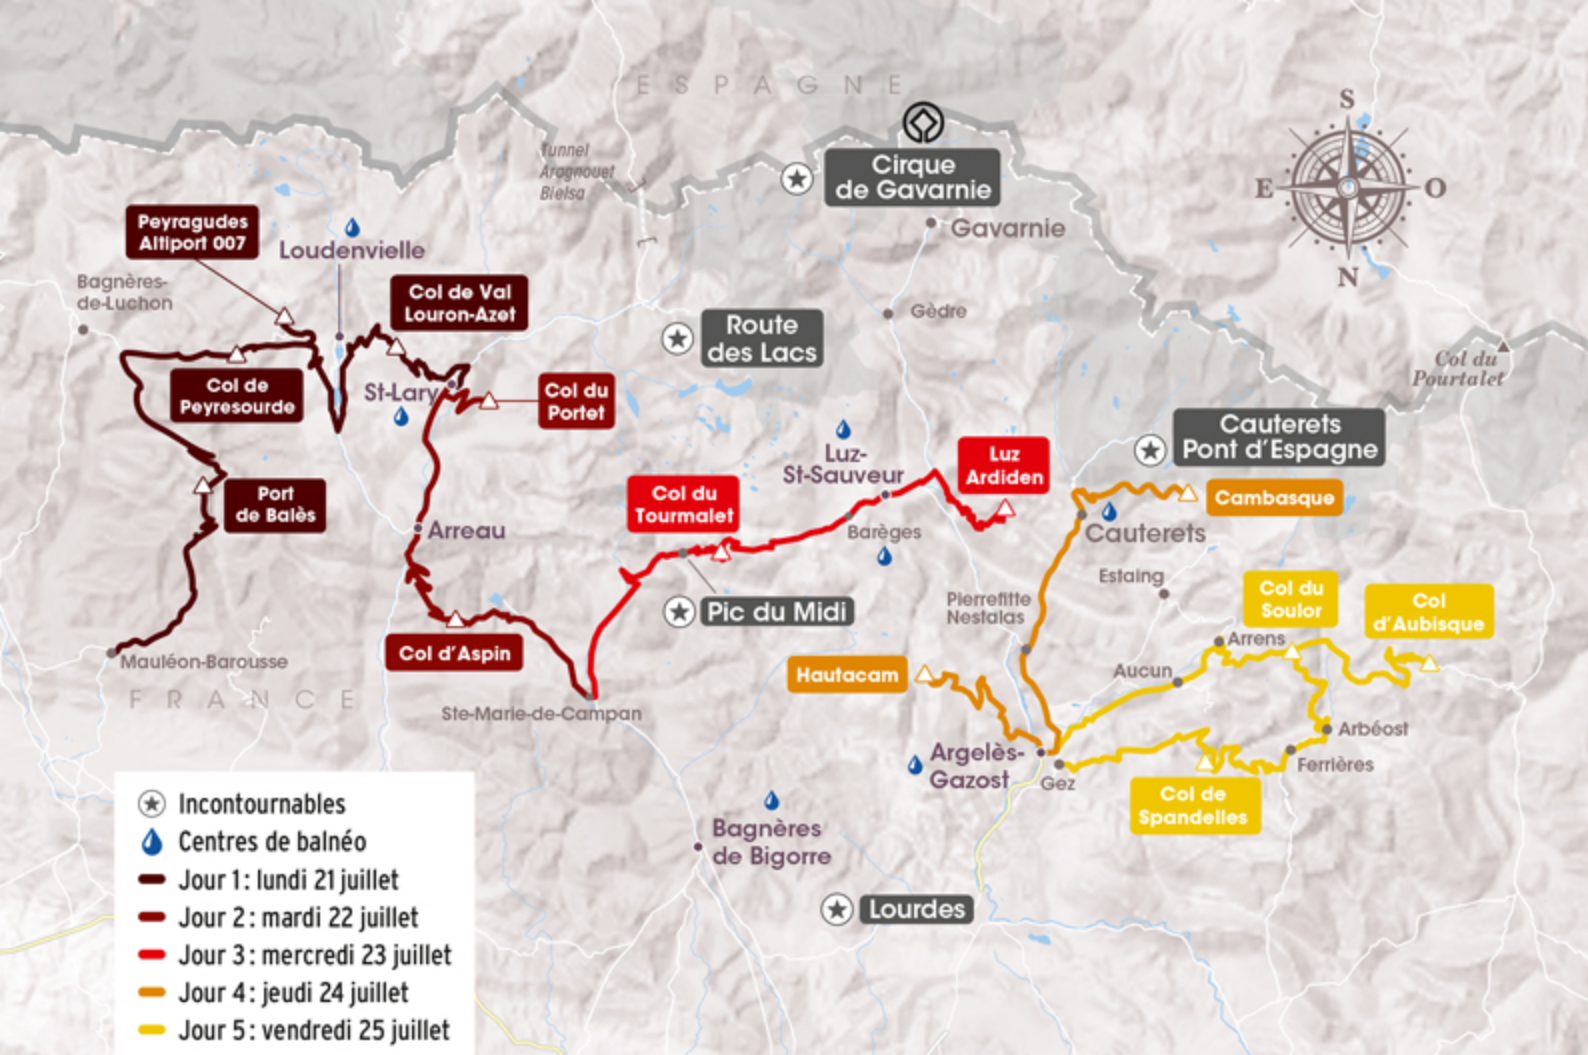 ESPAGNE
S
E
O
N
Tunnel
Aragnouet
Bielsa
Cirque
de Gavarnie
Gavarnie
Peyragudes
Altiport 007
Loudenvielle
Bagnères-
de-Luchon
Col de Val
Louron-Azet
Gèdre
Route
des Lacs
Col du
Pourtalet
Col de
Peyresourde
St-Lary
Col du
Portet
Cauterets
Pont d'Espagne
Luz-
St-Sauveur
Luz
Ardiden
Port
de Balès
Col du
Tourmalet
Cambasque
Arreau
Barèges
Cauterets
Estaing
Pierrefitte
Nestalas
Col du
Soulor
Col
d'Aubisque
Pic du Midi
Arrens
Col d'Aspin
Mauléon-Barousse
Hautacam
Aucun
FRANCE
Ste-Marie-de-Campan
Arbéost
Argelès-
Gazost
Gez
Ferrières
Col de
Spandelles
Bagnères
de Bigorre
Lourdes
Incontournables
Centres de balnéo
Jour 1 : lundi 21 juillet
Jour 2 : mardi 22 juillet
Jour 3 : mercredi 23 juillet
Jour 4 : jeudi 24 juillet
Jour 5 : vendredi 25 juillet